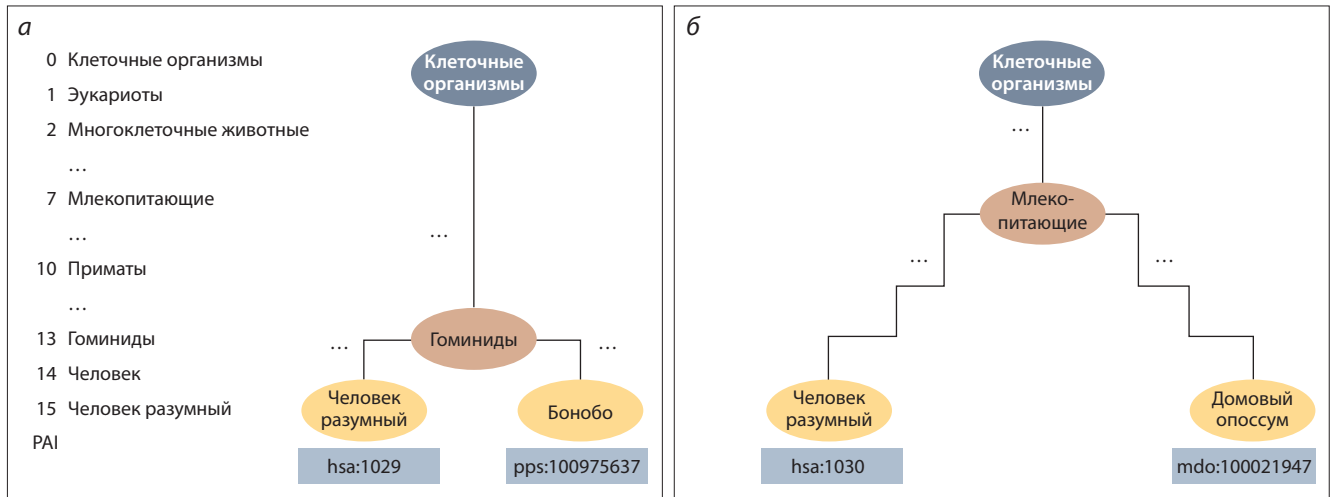 а
0 Клеточные организмы
1 Эукариоты
2 Многоклеточные животные
…
7 Млекопитающие
…
10 Приматы
…
13 Гоминиды
14 Человек
15 Человек разумный
PAI
Клеточные
организмы
…
Гоминиды
…
…
Человек
разумный
Бонобо
hsa:1029
pps:100975637
б
Клеточные
организмы
…
Млеко-
питающие
…
…
Человек
разумный
Домовый
опоссум
hsa:1030
mdo:100021947